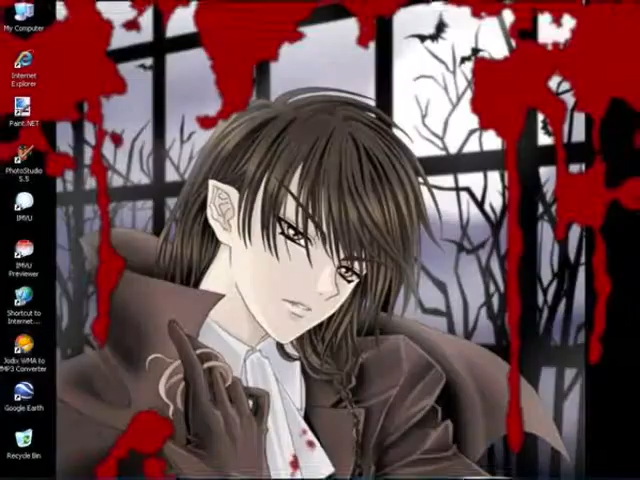 My Computer
Internet
Explorer
Paint.NET
PhotoStudio
5.5
IMVU
IMVU
Previewer
Shortcut to
Internet...
Jodix WMA to
MP3 Converter
Google Earth
Recycle Bin